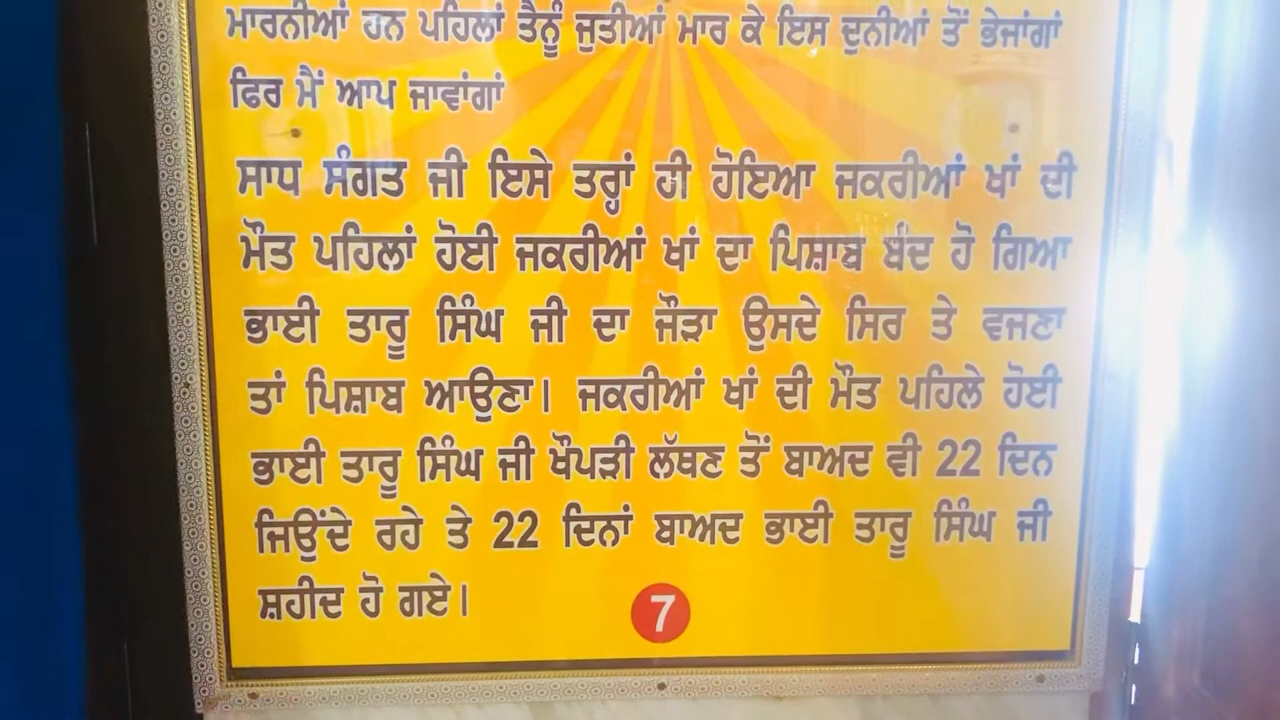 ਮਾਰਨੀਆਂ ਹਨ ਪਹਿਲਾਂ ਤੈਨੂੰ ਜੁਤੀਆਂ ਮਾਰ ਕੇ ਇਸ ਦੁਨੀਆਂ ਤੋਂ ਭੇਜਾਂਗਾਂ
ਫਿਰ ਮੈਂ ਆਪ ਜਾਵਾਂਗਾਂ
ਸਾਧ ਸੰਗਤ ਜੀ ਇਸੇ ਤਰ੍ਹਾਂ ਹੀ ਹੋਇਆ ਜਕਰੀਆਂ ਖਾਂ ਦੀ
ਮੌਤ ਪਹਿਲਾਂ ਹੋਈ ਜਕਰੀਆਂ ਖਾਂ ਦਾ ਪਿਸ਼ਾਬ ਬੰਦ ਹੋ ਗਿਆ
ਭਾਈ ਤਾਰੂ ਸਿੰਘ ਜੀ ਦਾ ਜੌੜਾ ਉਸਦੇ ਸਿਰ ਤੇ ਵਜਣਾ
ਤਾਂ ਪਿਸ਼ਾਬ ਆਉਣਾ। ਜਕਰੀਆਂ ਖਾਂ ਦੀ ਮੌਤ ਪਹਿਲੇ ਹੋਈ
ਭਾਈ ਤਾਰੂ ਸਿੰਘ ਜੀ ਖੌਪੜੀ ਲੱਥਣ ਤੋਂ ਬਾਅਦ ਵੀ 22 ਦਿਨ
ਜਿਉਂਦੇ ਰਹੇ ਤੇ 22 ਦਿਨਾਂ ਬਾਅਦ ਭਾਈ ਤਾਰੂ ਸਿੰਘ ਜੀ
ਸ਼ਹੀਦ ਹੋ ਗਏ।
7